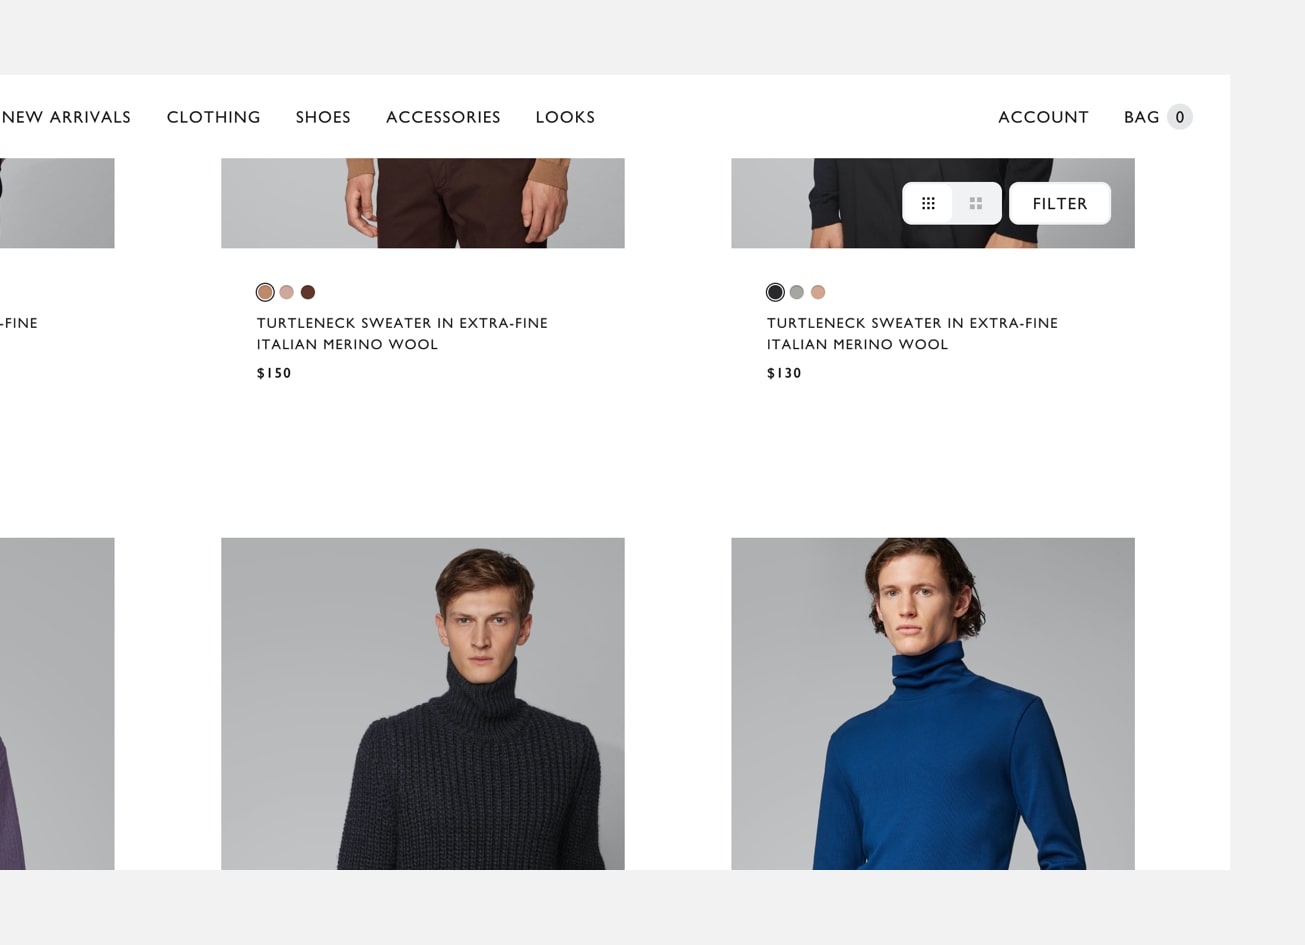 NEW ARRIVALS CLOTHING SHOES ACCESSORIES LOOKS ACCOUNT BAG 0
FILTER
-FINE
TURTLENECK SWEATER IN EXTRA-FINE
ITALIAN MERINO WOOL
$150
TURTLENECK SWEATER IN EXTRA-FINE
ITALIAN MERINO WOOL
$130